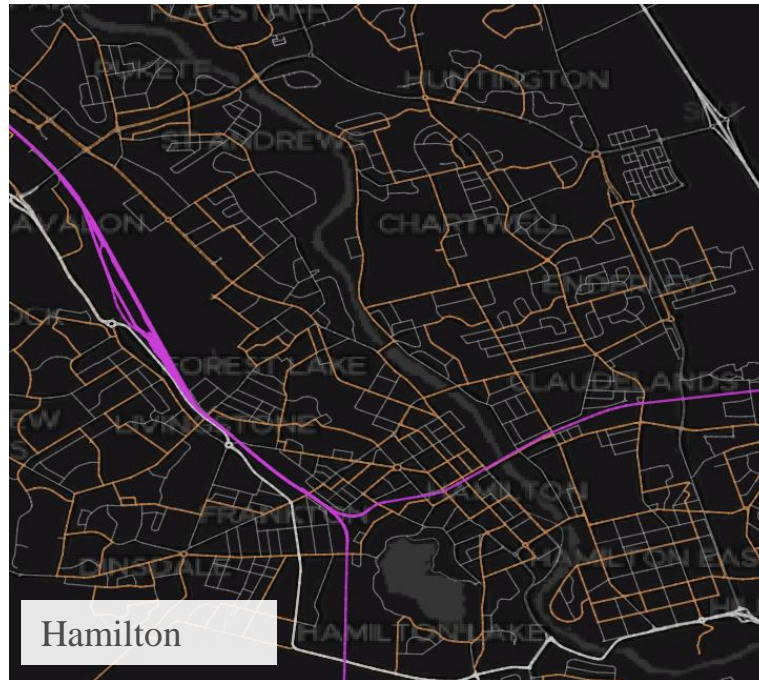 FLAGSTAFF
PUKETE
HUNTINGTON
ST ANDREWS
AVALON
CHARTWELL
ENDERLEY
FOREST LAKE
CLAUDELANDS
LIVINGSTONE
HAMILTON
FRANKTON
DINSDALE
HAMILTON EAS
HAMILTON LAKE
Hamilton